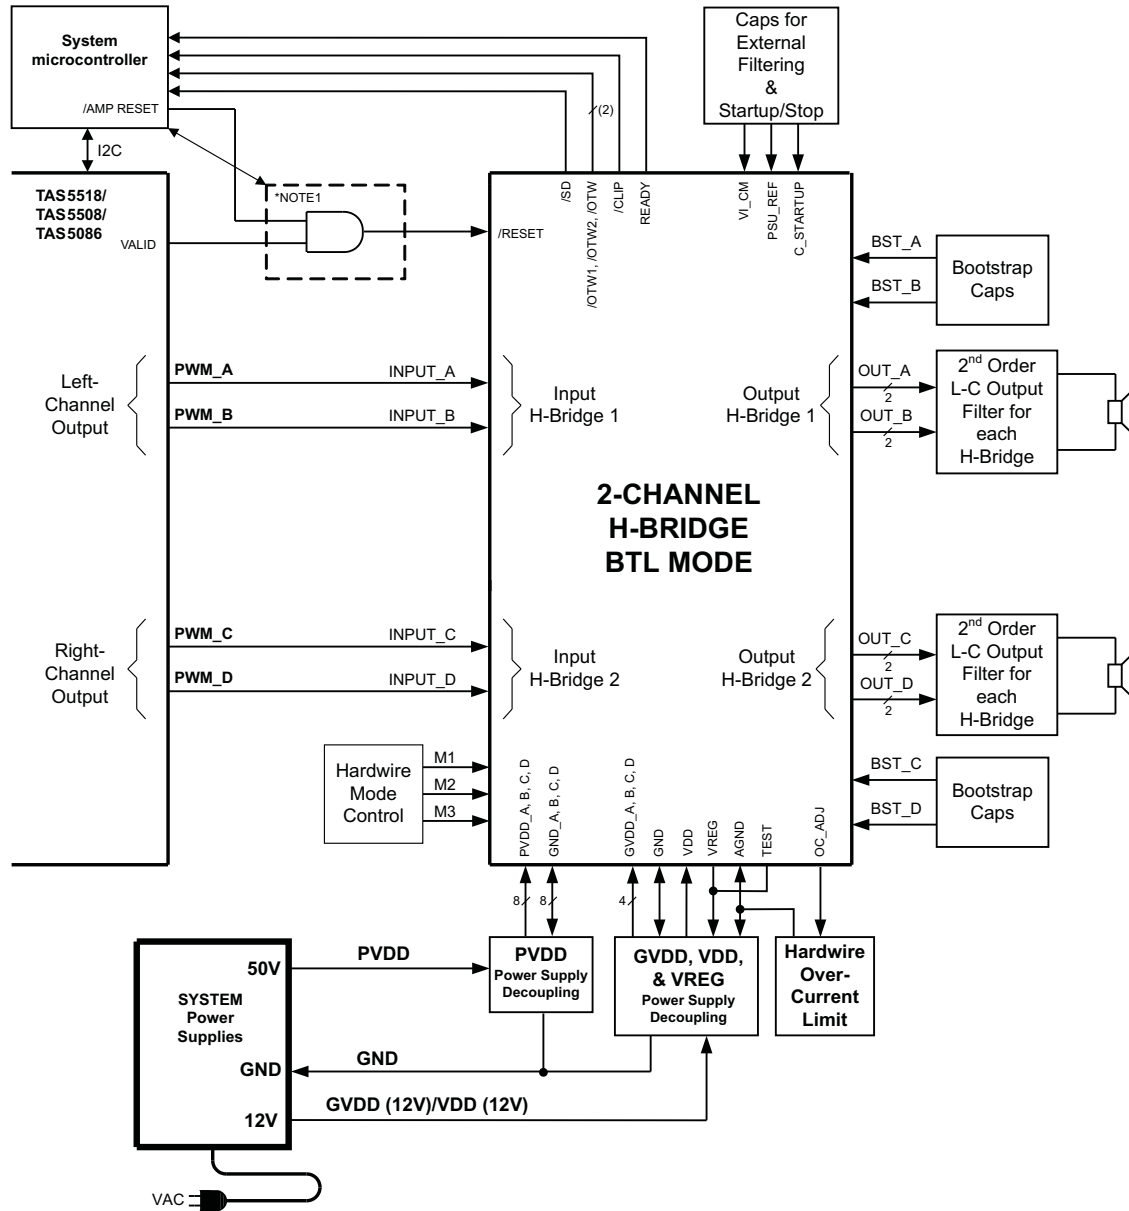 System
microcontroller
/AMP RESET
I2C
TAS5518/
TAS5508/
TAS5086
VALID
*NOTE1
/RESET
(2)
/SD
/OTW1, /OTW2, /OTW
/CLIP
READY
Caps for
External
Filtering
&
Startup/Stop
VI_CM
PSU_REF
C_STARTUP
BST_A
BST_B
Bootstrap
Caps
Left-
Channel
Output
PWM_A
PWM_B
INPUT_A
INPUT_B
Input
H-Bridge 1
Output
H-Bridge 1
OUT_A
2
OUT_B
2
2nd Order
L-C Output
Filter for
each
H-Bridge
2-CHANNEL
H-BRIDGE
BTL MODE
Right-
Channel
Output
PWM_C
PWM_D
INPUT_C
INPUT_D
Input
H-Bridge 2
Output
H-Bridge 2
OUT_C
2
OUT_D
2
2nd Order
L-C Output
Filter for
each
H-Bridge
Hardwire
Mode
Control
M1
M2
M3
PVDD_A, B, C, D
GND_A, B, C, D
GVDD_A, B, C, D
GND
VDD
VREG
AGND
TEST
OC_ADJ
BST_C
BST_D
Bootstrap
Caps
8
8
4
50V
SYSTEM
Power
Supplies
GND
12V
PVDD
PVDD
Power Supply
Decoupling
GVDD, VDD,
& VREG
Power Supply
Decoupling
Hardwire
Over-
Current
Limit
GND
GVDD (12V)/VDD (12V)
VAC